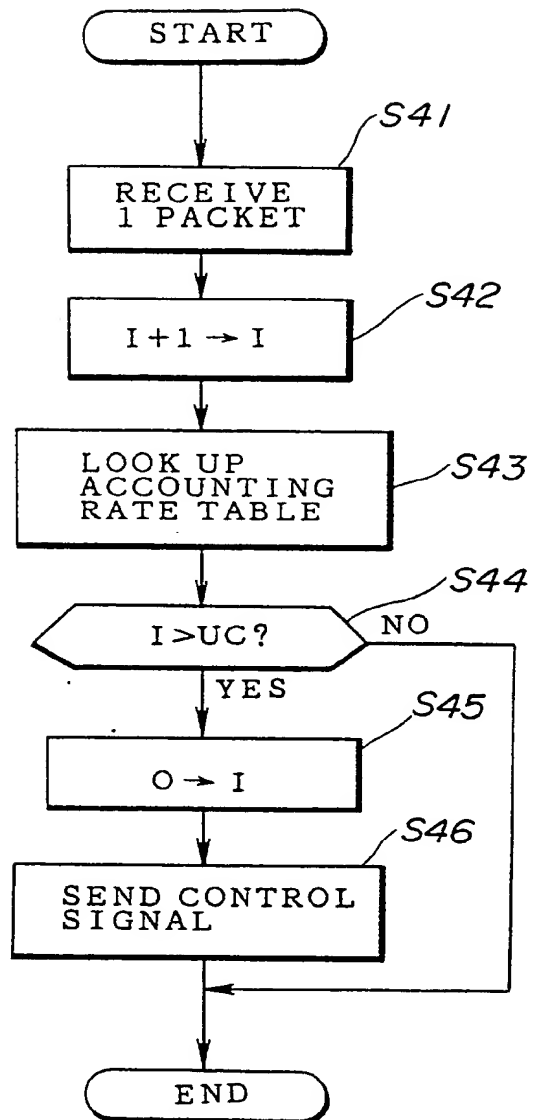 START
S41
RECEIVE
1 PACKET
S42
I+1→I
S43
LOOK UP
ACCOUNTING
RATE TABLE
S44
I>UC?
NO
YES
S45
0→I
S46
SEND CONTROL
SIGNAL
END